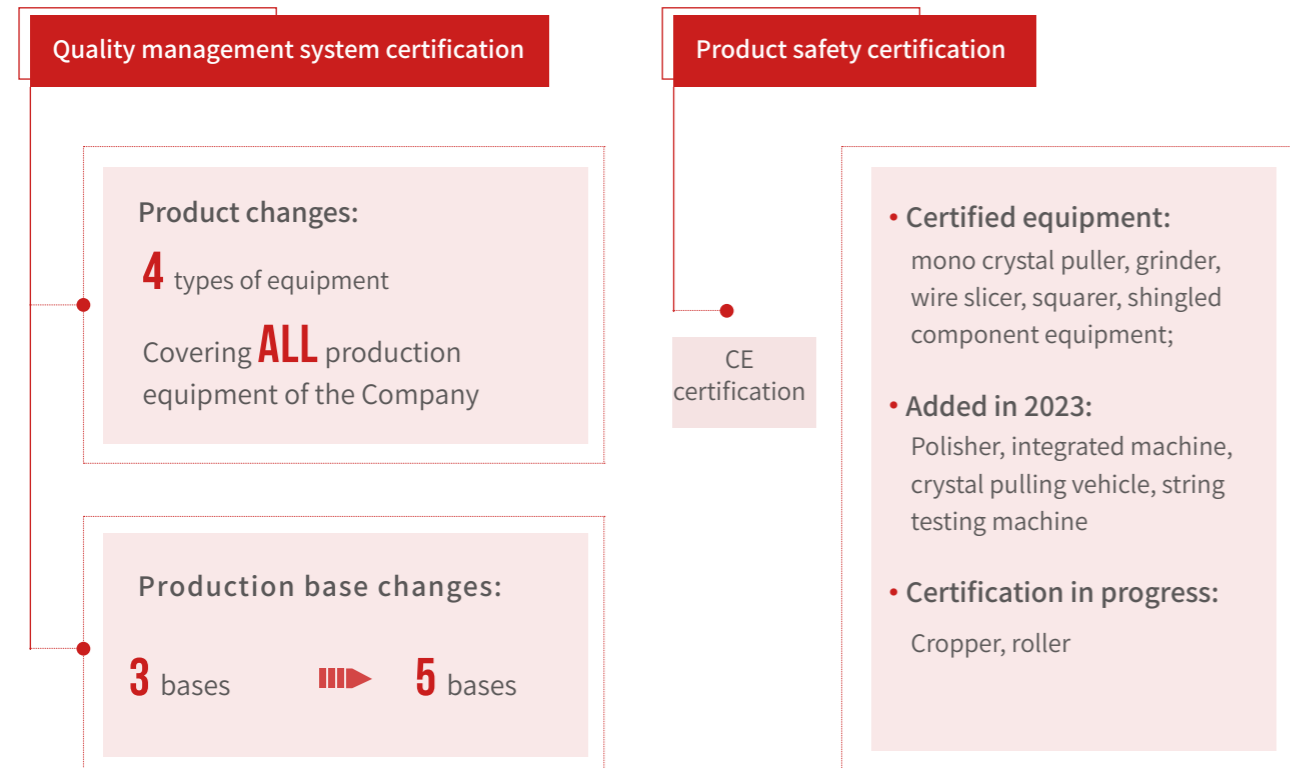 Quality management system certification
Product changes:
4 types of equipment
Covering ALL production
equipment of the Company
Production base changes:
3 bases 5 bases
Product safety certification
CE
certification
• Certified equipment:
mono crystal puller, grinder,
wire slicer, squarer, shingled
component equipment;
• Added in 2023:
Polisher, integrated machine,
crystal pulling vehicle, string
testing machine
• Certification in progress:
Cropper, roller